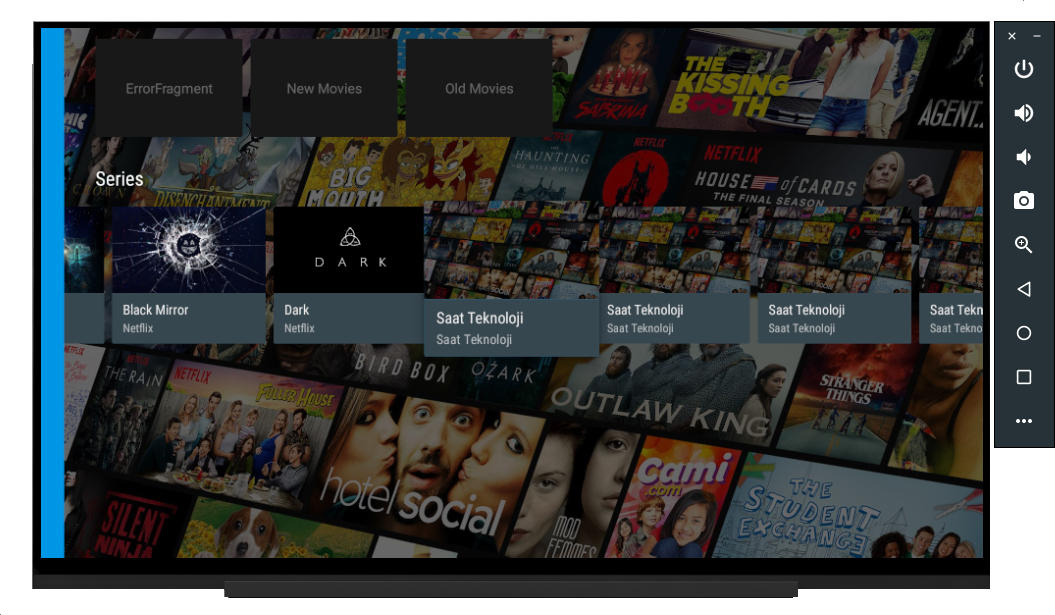 ErrorFragment
New Movies
Old Movies
BOSS
SABRINA
THE
KISSING
BOOTH
AGENT...
Series
DISENCHANTMENT
BIG
MOUTH
NETFLIX
HAUNTING
OF HILL HOUSE
NETFLIX
NETFLIX
HOUSE of CARDS
THE FINAL SEASON
DARK
Black Mirror
Netflix
Dark
Netflix
Saat Teknoloji
Saat Teknoloji
Saat Teknoloji
Saat Teknoloji
Saat Teknoloji
Saat Teknoloji
Saat Tekn
Saat Tekno
NETFLIX
THE RAIN
NETFLIX
FULLER HOUSE
BIRD BOX
OZARK
OUTLAW KING
STRANGER
THINGS
hotel social
SILENT
NINJA
MOD
FEMMES
Cami
.com
THE
STUDENT
EXCHANGE